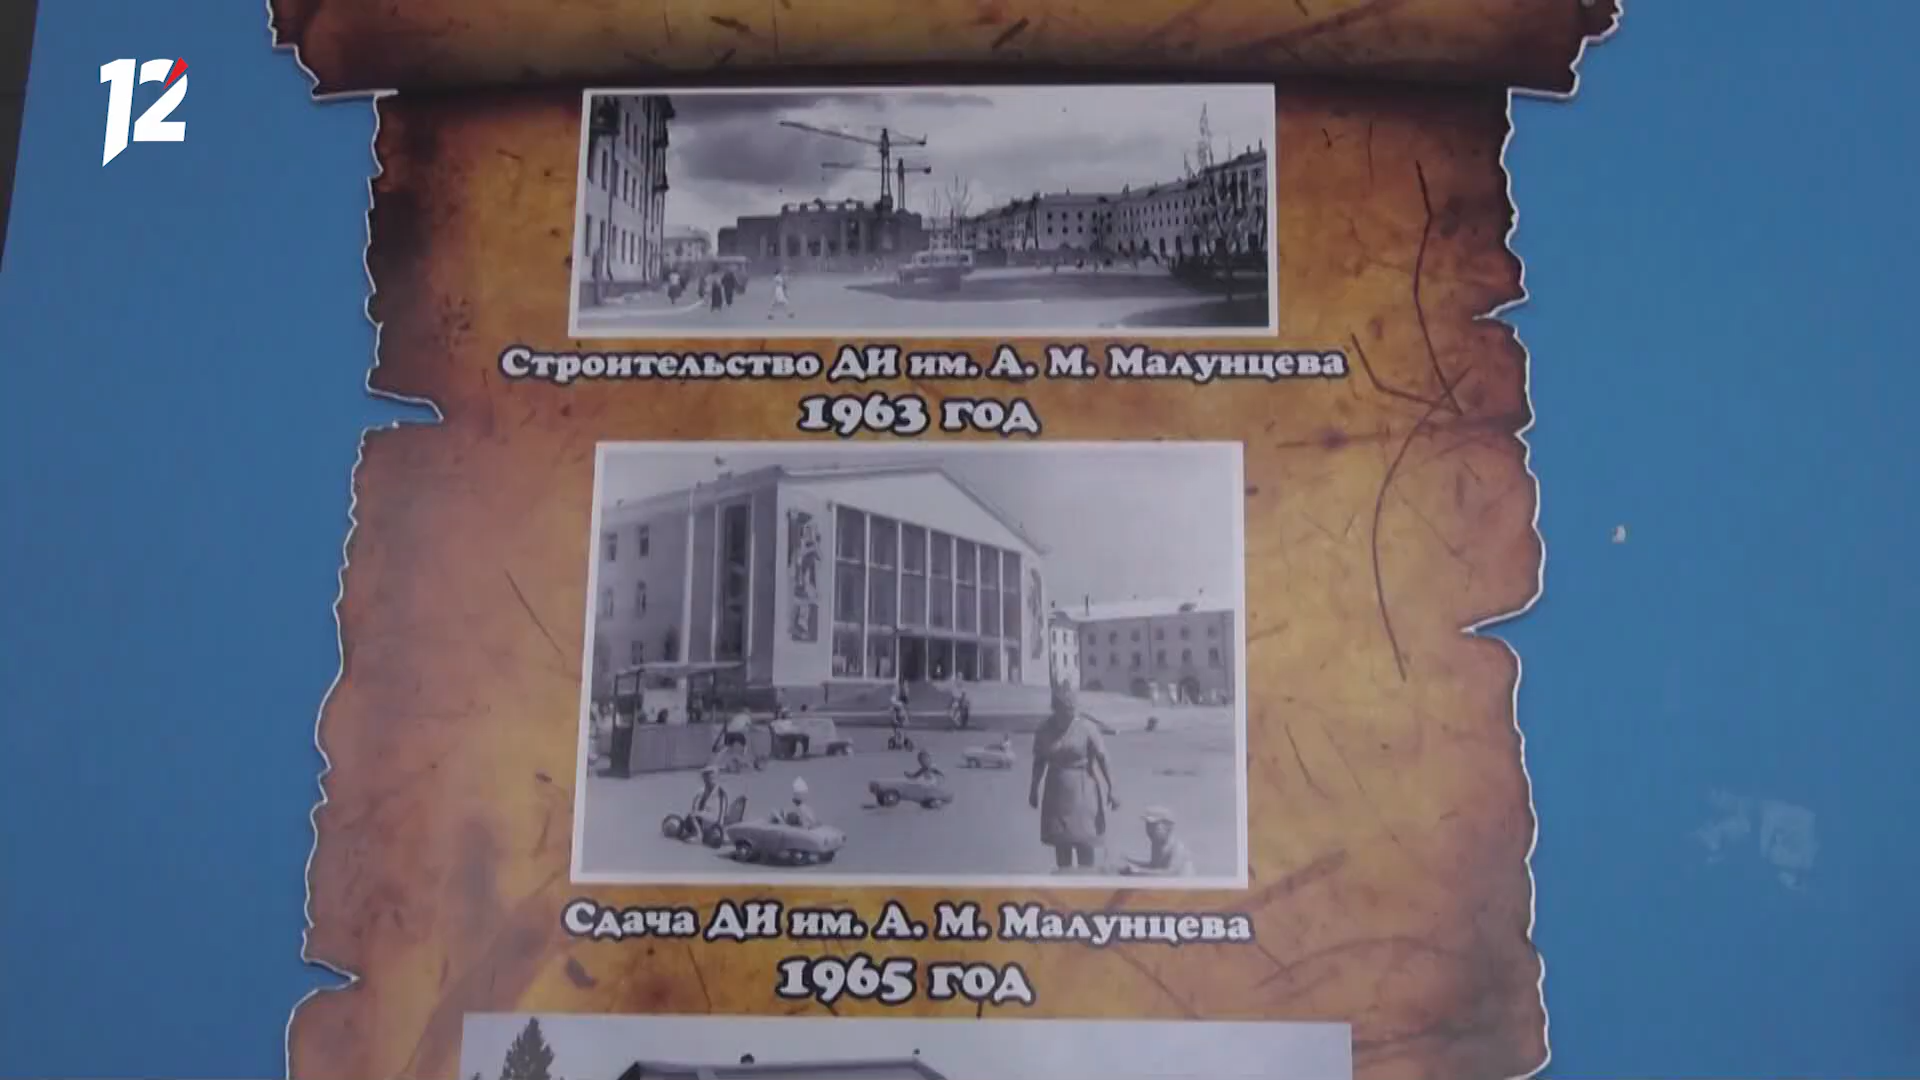 12
Строительство ДИ им. А. М. Малунцева
1963 год
Сдача ДИ им. А. М. Малунцева
1965 год